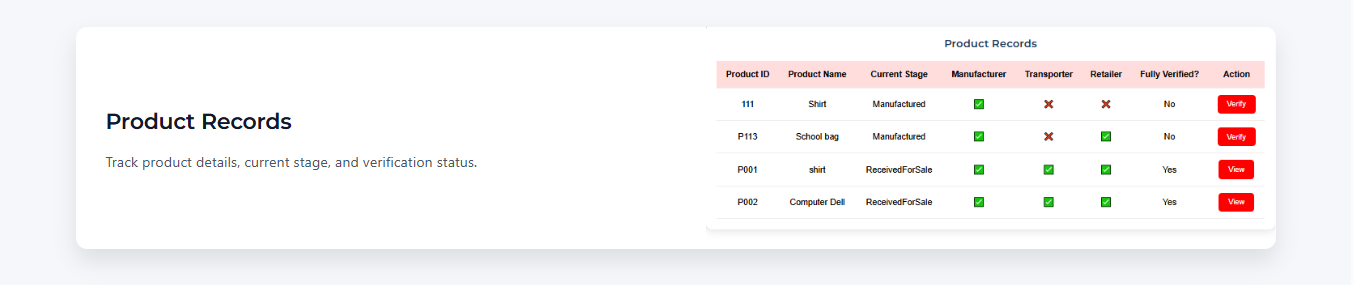 Product Records
Track product details, current stage, and verification status.
Product Records
Product ID Product Name Current Stage Manufacturer Transporter Retailer Fully Verified? Action
111 Shirt Manufactured ✅ ❌ ❌ No Verify
P113 School bag Manufactured ✅ ❌ ✅ No Verify
P001 shirt ReceivedForSale ✅ ✅ ✅ Yes View
P002 Computer Dell ReceivedForSale ✅ ✅ ✅ Yes View